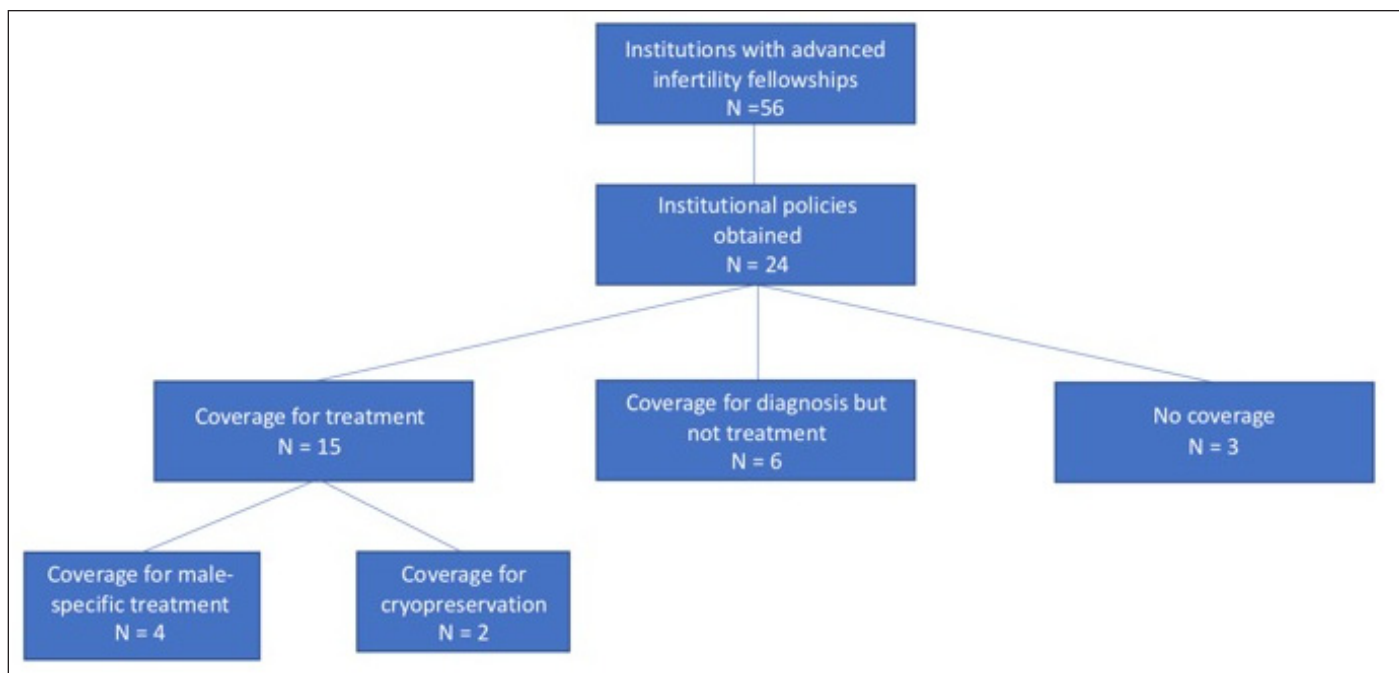 Institutions with advanced
infertility fellowships
N =56
Institutional policies
obtained
N = 24
Coverage for treatment
N = 15
Coverage for diagnosis but
not treatment
N = 6
No coverage
N = 3
Coverage for male-
specific treatment
N = 4
Coverage for
cryopreservation
N = 2